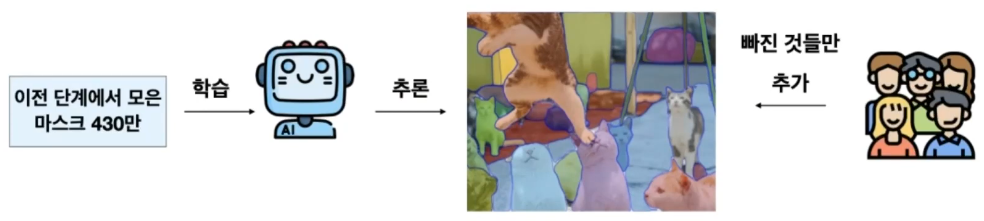 이전 단계에서 모은
마스크 430만
학습
AI
추론
빠진 것들만
추가